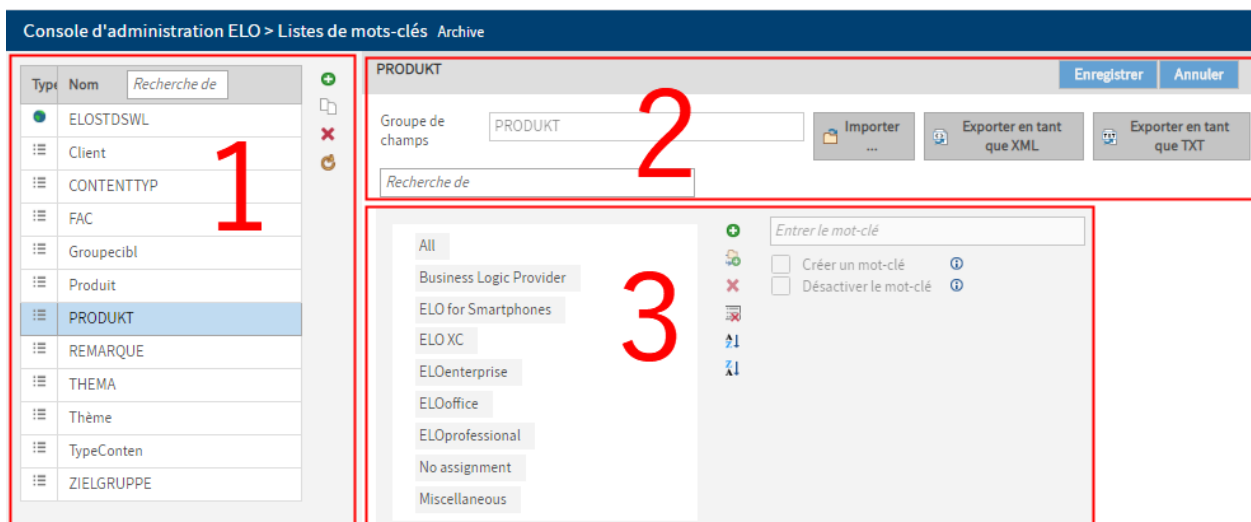 Console d'administration ELO > Listes de mots-clés Archive
Type Nom Recherche de
ELOSTDSWL
Client
CONTENTTYP
FAC
Groupecibl
Produit
PRODUKT
REMARQUE
THEMA
Thème
TypeConten
ZIELGRUPPE
1
PRODUKT
Enregistrer Annuler
Groupe de champs
PRODUKT
Importer ...
Exporter en tant que XML
Exporter en tant que TXT
Recherche de
2
All
Business Logic Provider
ELO for Smartphones
ELO XC
ELOenterprise
ELOoffice
ELOprofessional
No assignment
Miscellaneous
3
Entrer le mot-clé
Créer un mot-clé
Désactiver le mot-clé